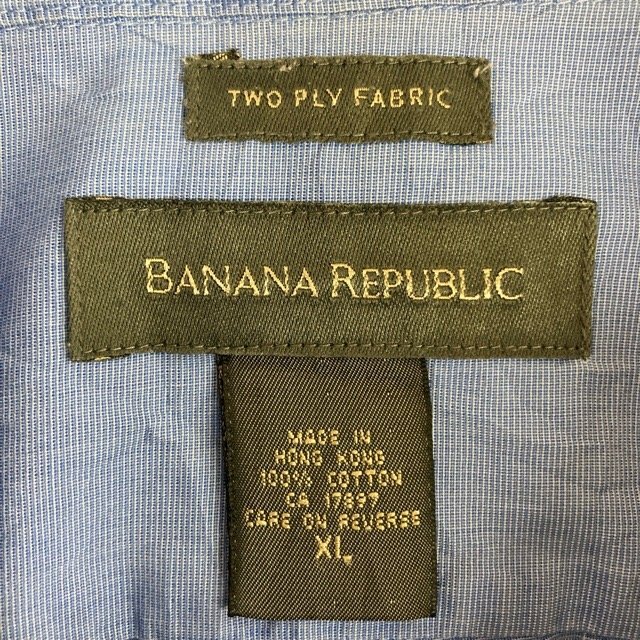 TWO PLY FABRIC
BANANA REPUBLIC
MADE IN
HONG KONG
100% COTTON
CA 17897
CARE ON REVERSE
XL